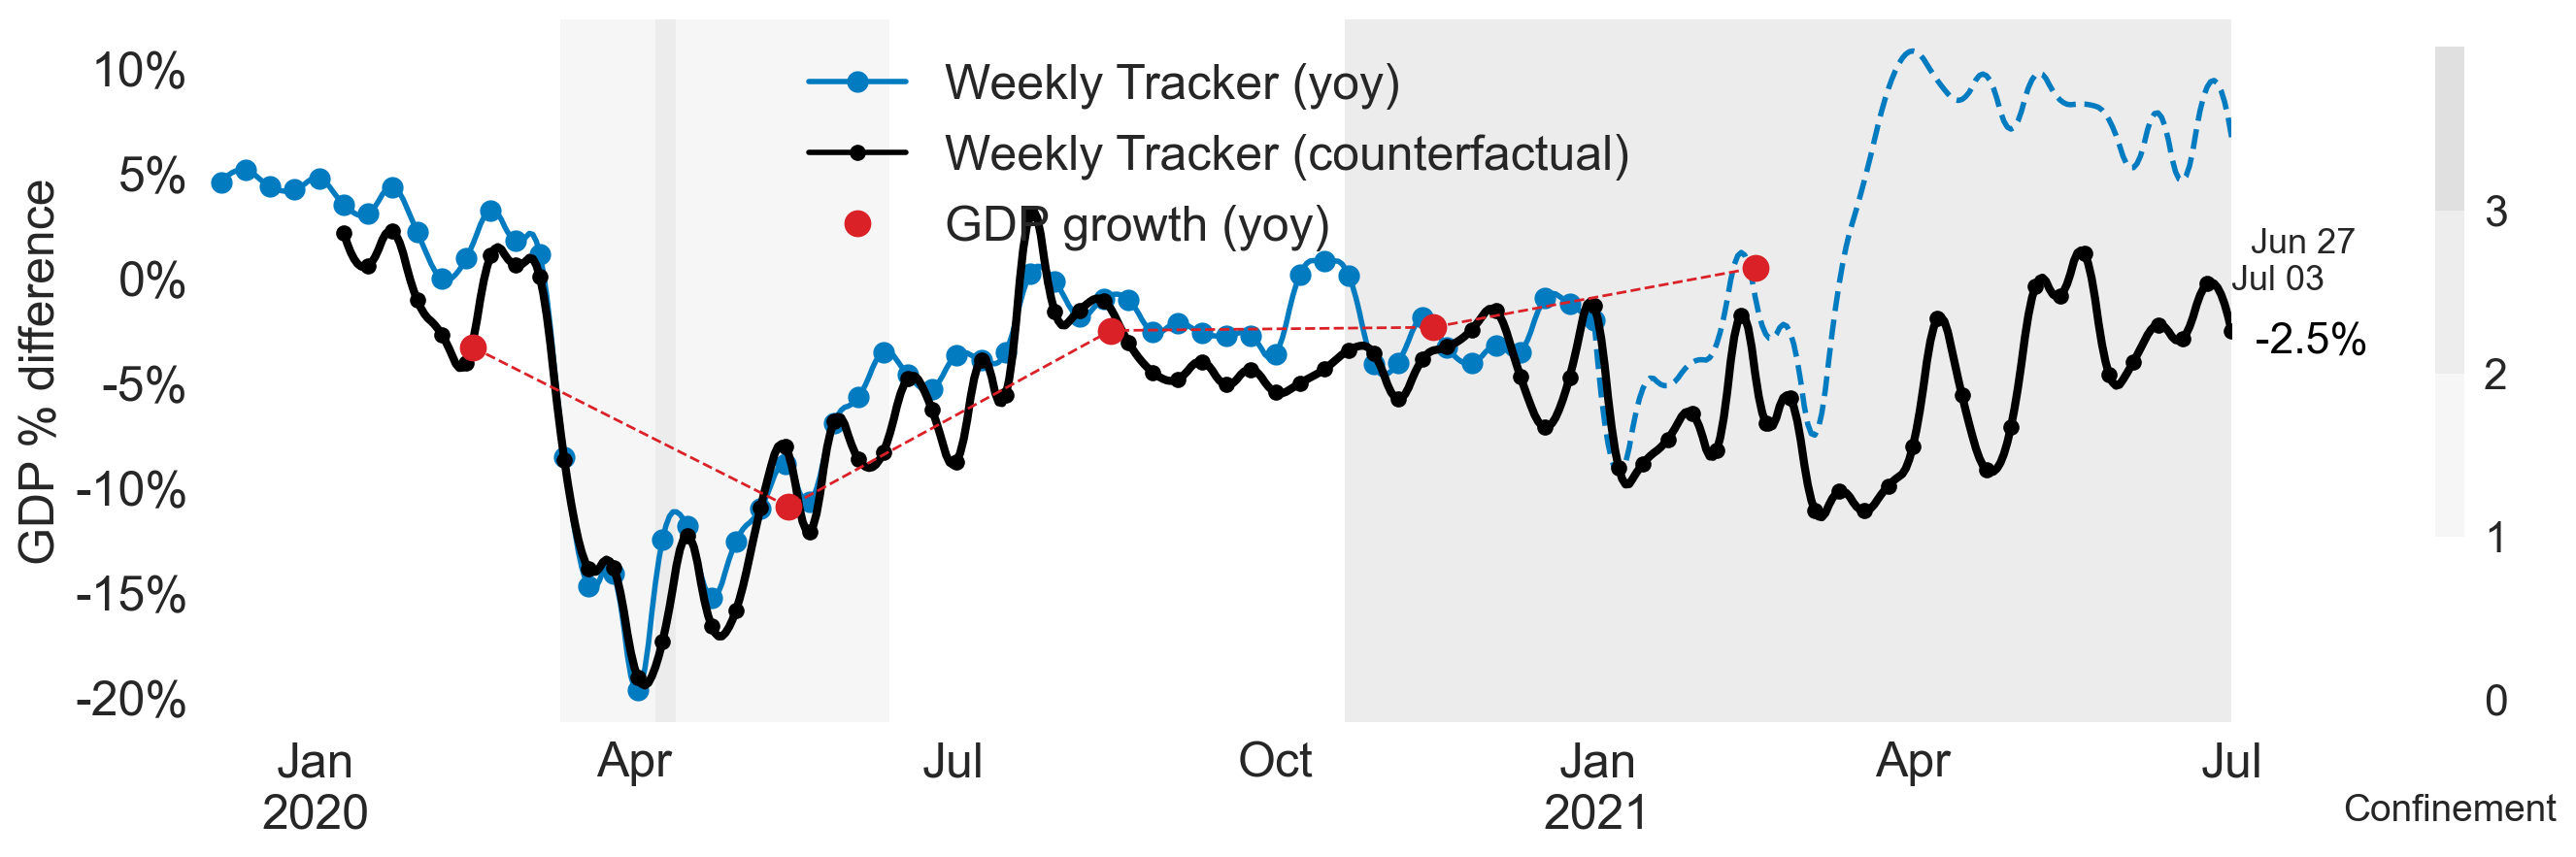 GDP % difference
10%
5%
0%
-5%
-10%
-15%
-20%
Weekly Tracker (yoy)
Weekly Tracker (counterfactual)
GDP growth (yoy)
Jan
2020
Apr
Jul
Oct
Jan
2021
Apr
Jul
Jun 27
Jul 03
-2.5%
3
2
1
0
Confinement